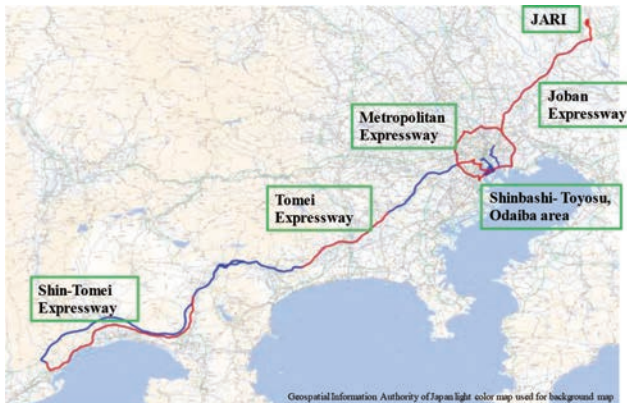 JARI
Joban
Expressway
Metropolitan
Expressway
Shinbashi- Toyosu,
Odaiba area
Tomei
Expressway
Shin-Tomei
Expressway
Geospatial Information Authority of Japan light color map used for background map